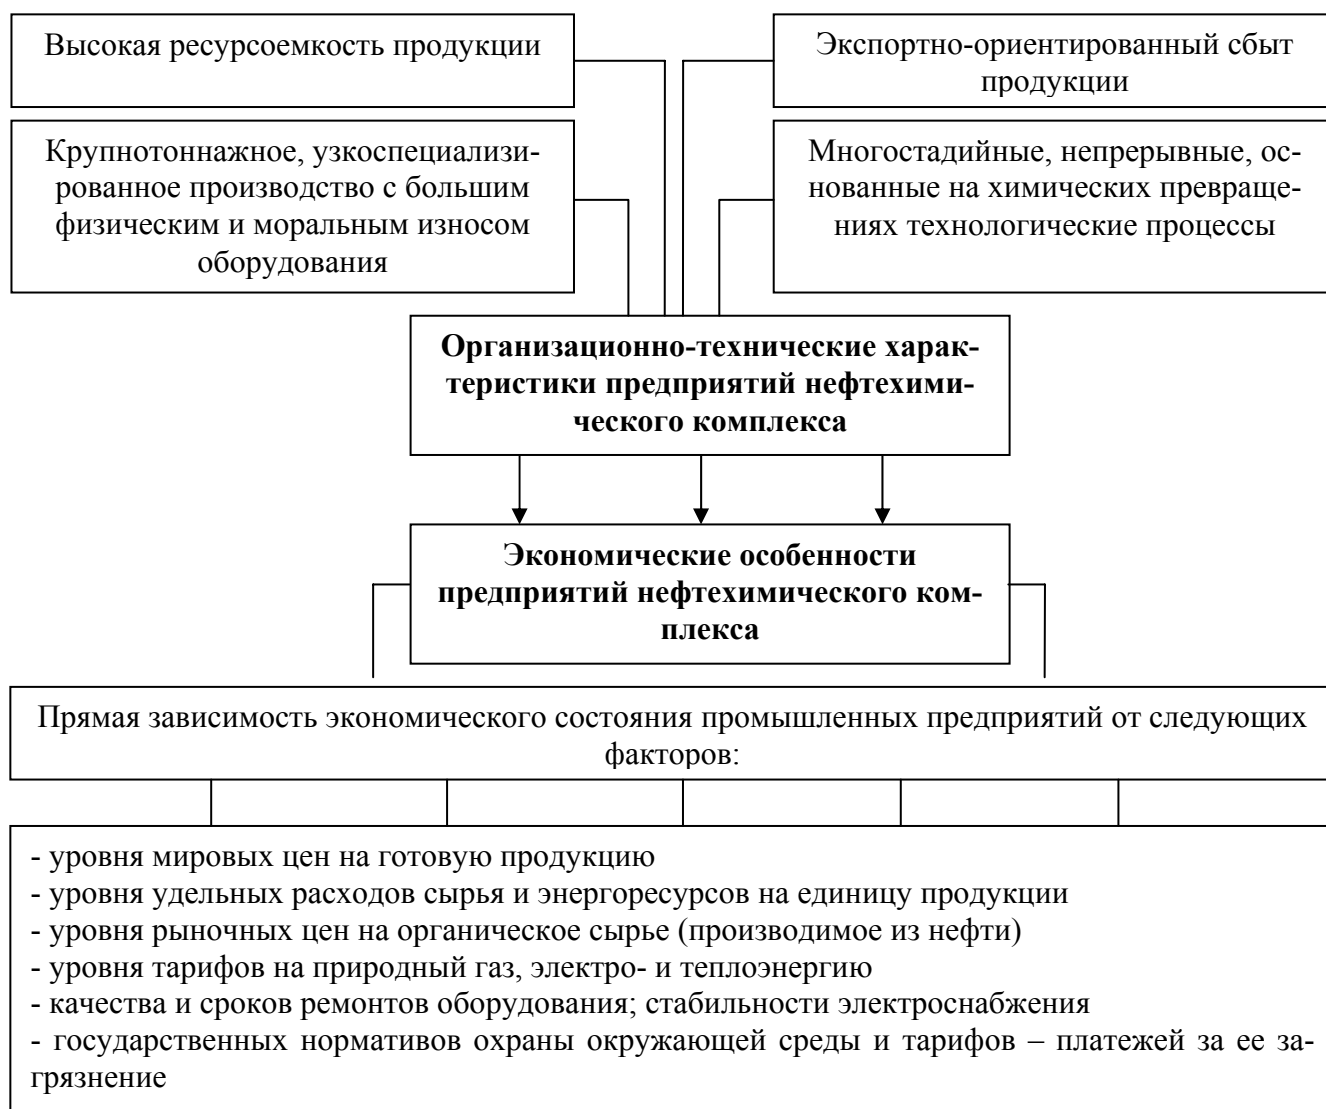 Высокая ресурсоемкость продукции
Экспортно-ориентированный сбыт
продукции
Крупнотоннажное, узкоспециализи-
рованное производство с большим
физическим и моральным износом
оборудования
Многостадийные, непрерывные, ос-
нованные на химических превраще-
ниях технологические процессы
Организационно-технические харак-
теристики предприятий нефтехими-
ческого комплекса
Экономические особенности
предприятий нефтехимического ком-
плекса
Прямая зависимость экономического состояния промышленных предприятий от следующих
факторов:
- уровня мировых цен на готовую продукцию
- уровня удельных расходов сырья и энергоресурсов на единицу продукции
- уровня рыночных цен на органическое сырье (производимое из нефти)
- уровня тарифов на природный газ, электро- и теплоэнергию
- качества и сроков ремонтов оборудования; стабильности электроснабжения
- государственных нормативов охраны окружающей среды и тарифов – платежей за ее за-
грязнение